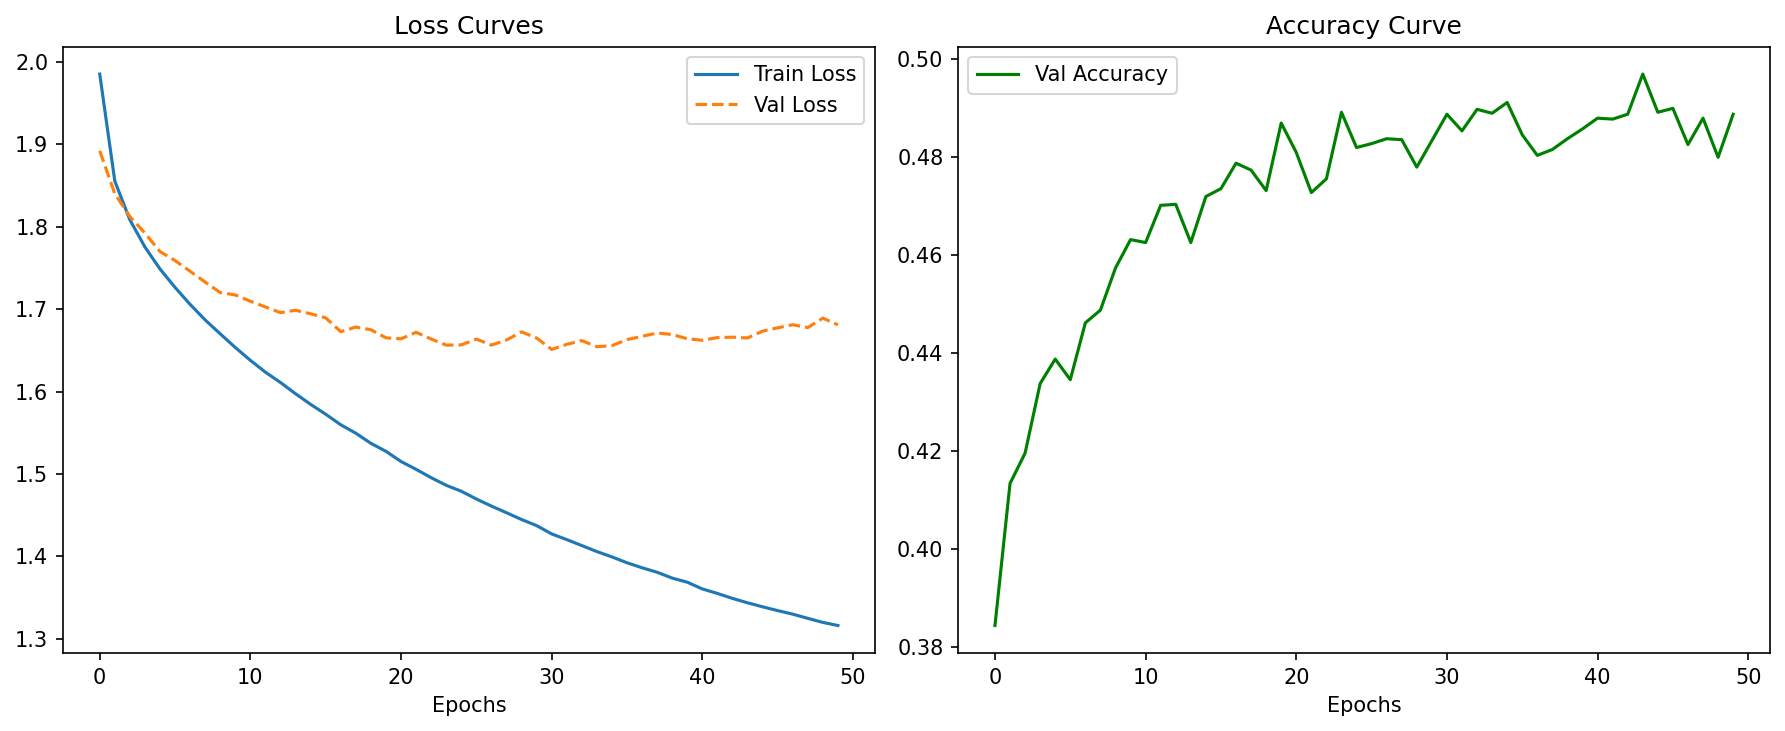 Loss Curves
Train Loss
Val Loss
2.0
1.9
1.8
1.7
1.6
1.5
1.4
1.3
0 10 20 30 40 50
Epochs
Accuracy Curve
Val Accuracy
0.50
0.48
0.46
0.44
0.42
0.40
0.38
0 10 20 30 40 50
Epochs